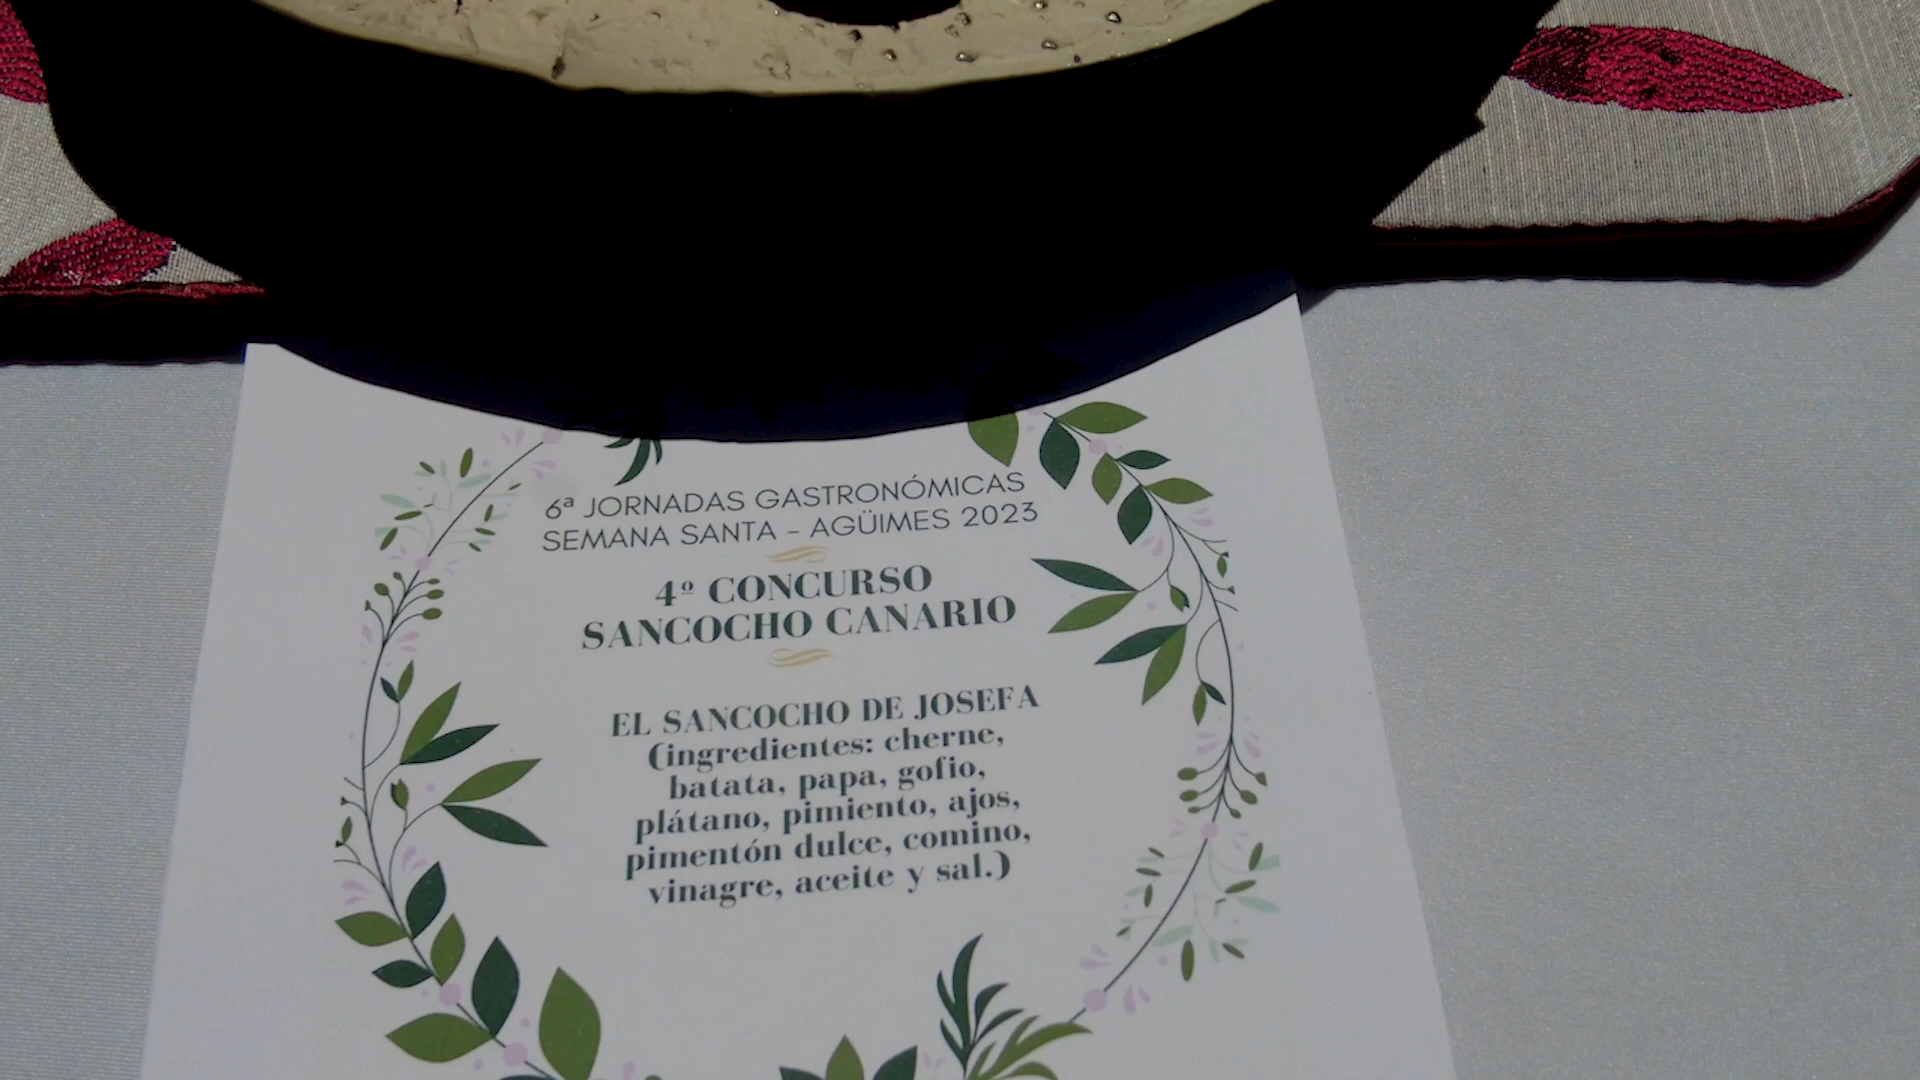 6ª JORNADAS GASTRONÓMICAS
SEMANA SANTA - AGÜIMES 2023
4º CONCURSO
SANCOCHO CANARIO
EL SANCOCHO DE JOSEFA
(ingredientes: cherne,
batata, papa, gofio,
plátano, pimiento, ajos,
pimentón dulce, comino,
vinagre, aceite y sal.)